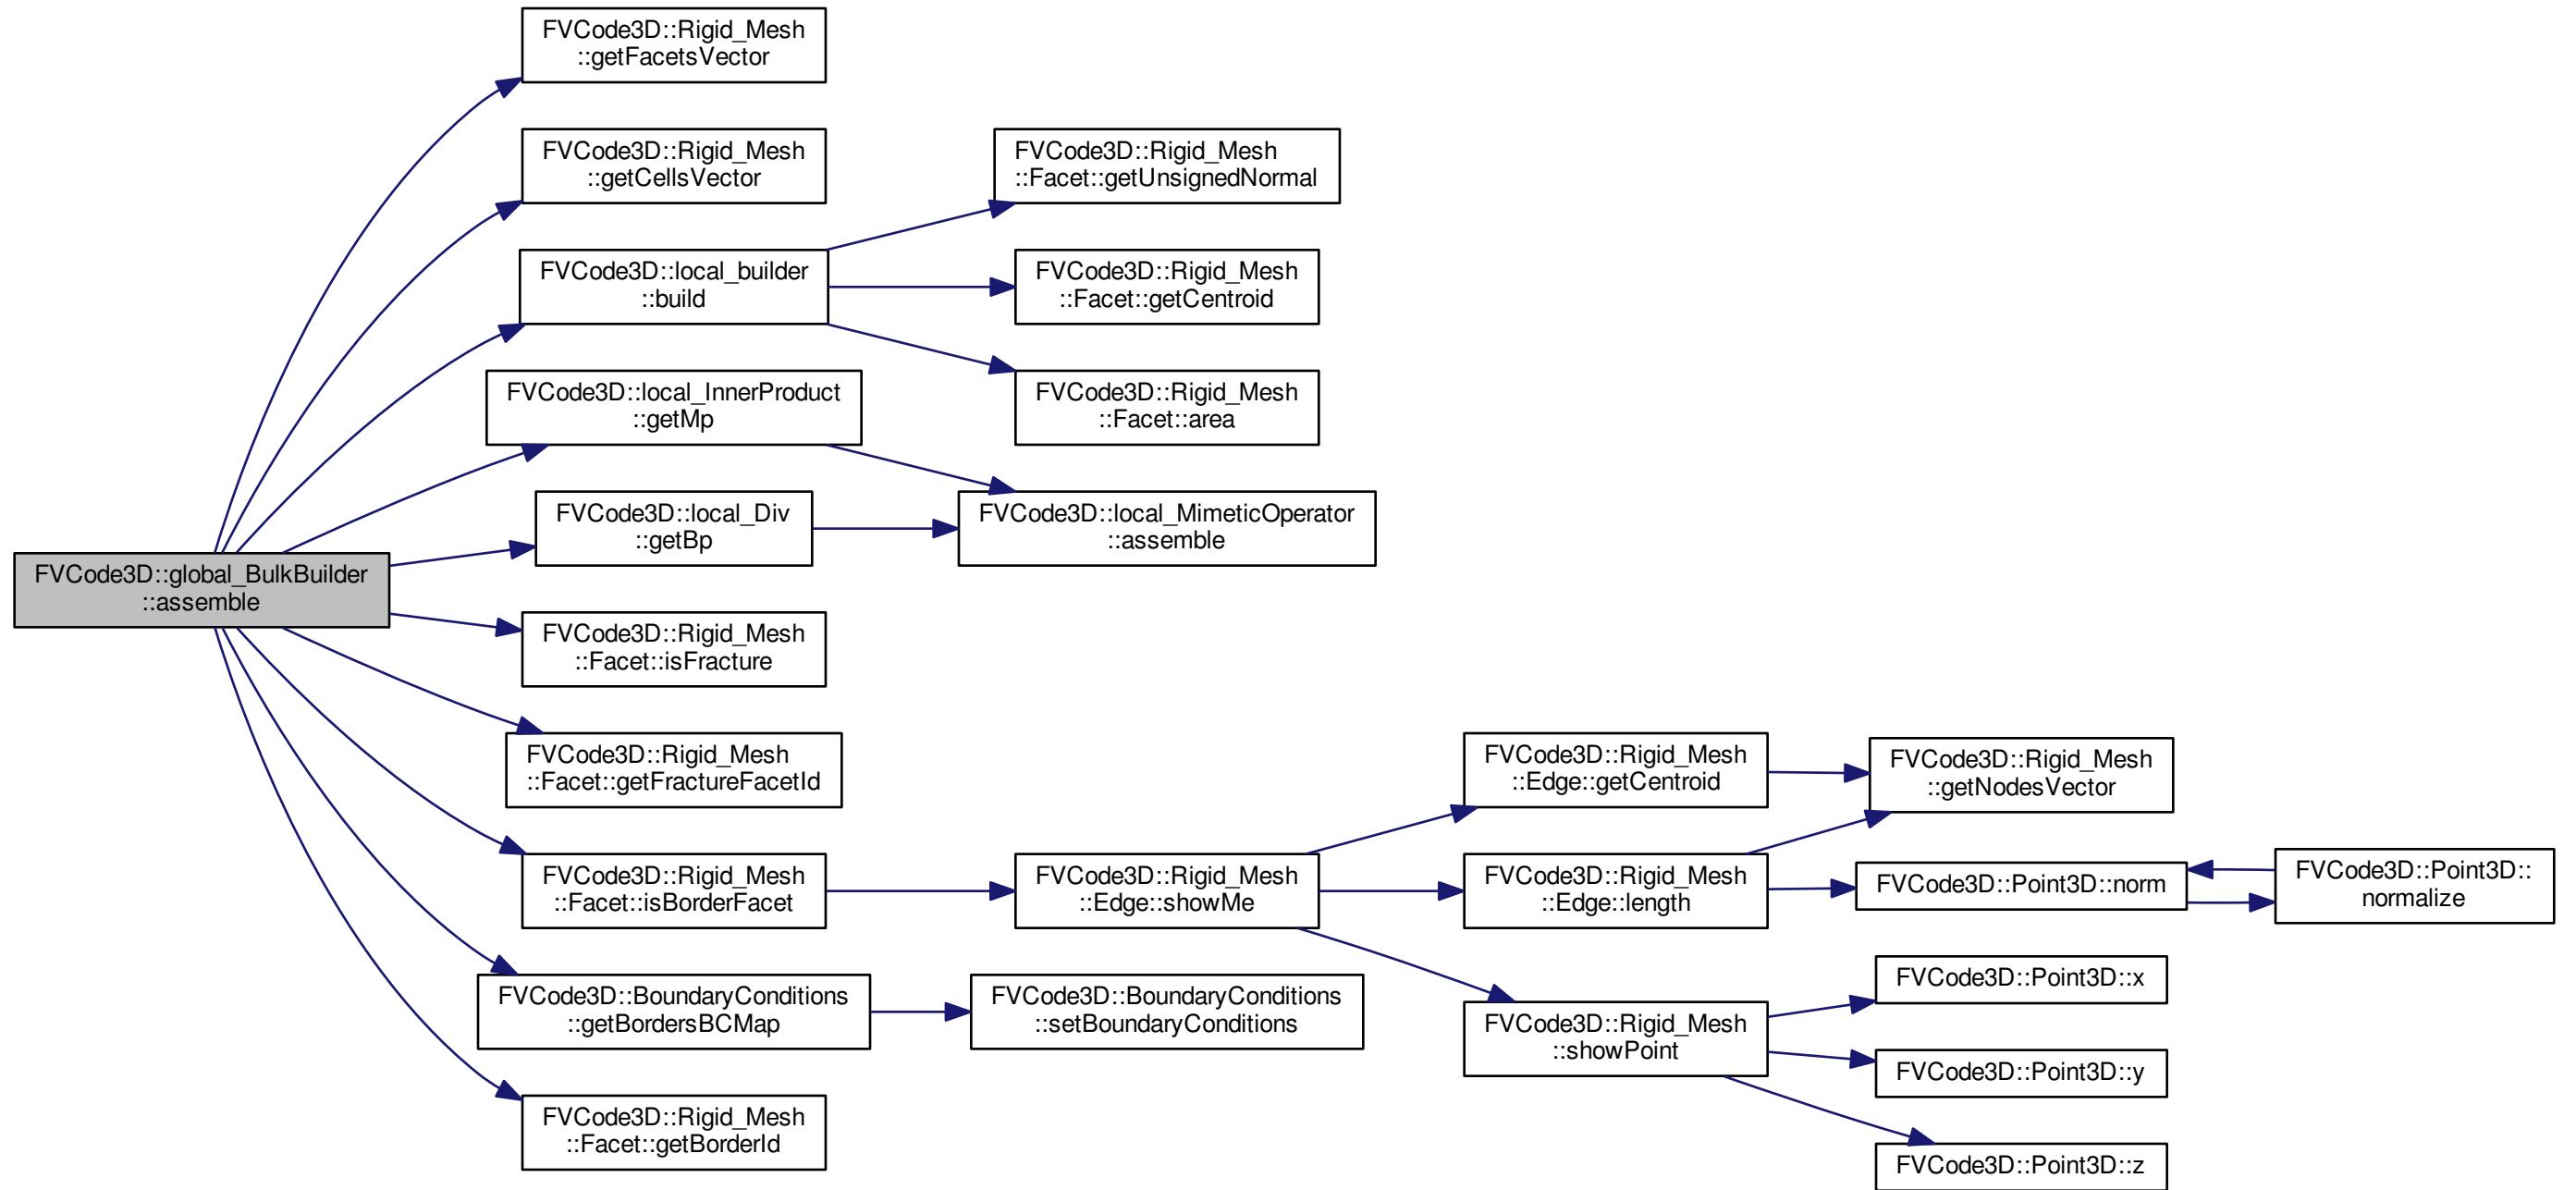 FVCode3D::Rigid_Mesh
::getFacetsVector
FVCode3D::Rigid_Mesh
::getCellsVector
FVCode3D::Rigid_Mesh
::Facet::getUnsignedNormal
FVCode3D::local_builder
::build
FVCode3D::Rigid_Mesh
::Facet::getCentroid
FVCode3D::local_InnerProduct
::getMp
FVCode3D::Rigid_Mesh
::Facet::area
FVCode3D::local_Div
::getBp
FVCode3D::local_MimeticOperator
::assemble
FVCode3D::global_BulkBuilder
::assemble
FVCode3D::Rigid_Mesh
::Facet::isFracture
FVCode3D::Rigid_Mesh
::Facet::getFractureFacetId
FVCode3D::Rigid_Mesh
::Edge::getCentroid
FVCode3D::Rigid_Mesh
::getNodesVector
FVCode3D::Rigid_Mesh
::Facet::isBorderFacet
FVCode3D::Rigid_Mesh
::Edge::showMe
FVCode3D::Rigid_Mesh
::Edge::length
FVCode3D::Point3D::norm
FVCode3D::Point3D::
normalize
FVCode3D::BoundaryConditions
::getBordersBCMap
FVCode3D::BoundaryConditions
::setBoundaryConditions
FVCode3D::Rigid_Mesh
::showPoint
FVCode3D::Point3D::x
FVCode3D::Point3D::y
FVCode3D::Rigid_Mesh
::Facet::getBorderId
FVCode3D::Point3D::z